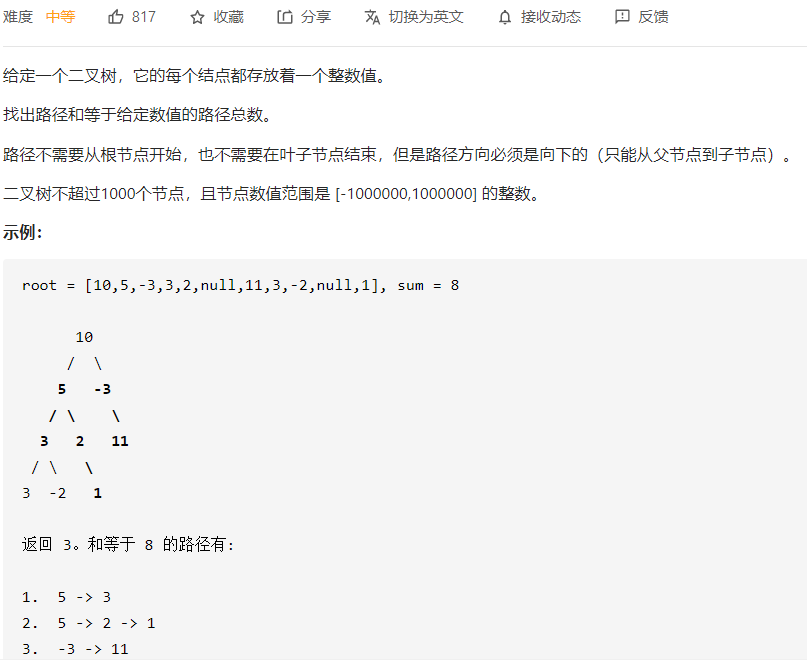 难度 中等 817 收藏 分享 切换为英文 接收动态 反馈
给定一个二叉树，它的每个结点都存放着一个整数值。
找出路径和等于给定数值的路径总数。
路径不需要从根节点开始，也不需要在叶子节点结束，但是路径方向必须是向下的（只能从父节点到子节点）。
二叉树不超过1000个节点，且节点数值范围是 [-1000000,1000000] 的整数。
示例：
root = [10,5,-3,3,2,null,11,3,-2,null,1], sum = 8
      10
     /  \
    5   -3
   / \    \
  3   2   11
 / \   \
3  -2   1
返回 3。和等于 8 的路径有:
1.  5 -> 3
2.  5 -> 2 -> 1
3.  -3 -> 11